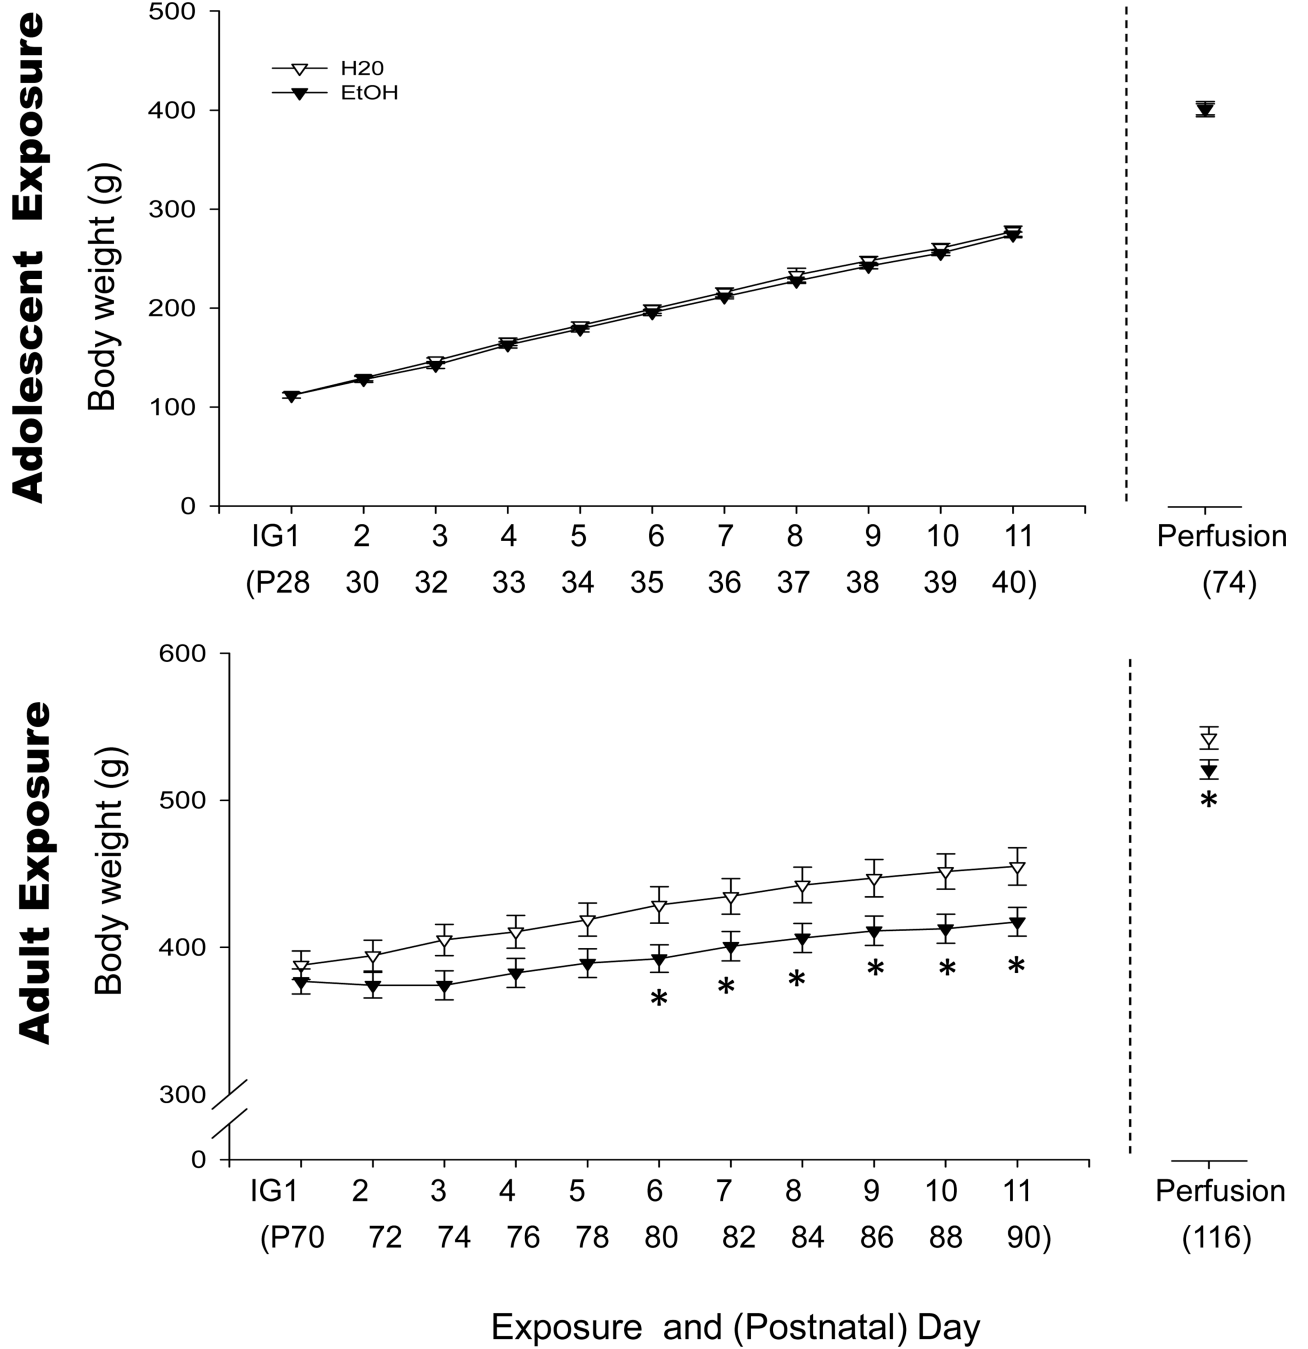 Adolescent Exposure
Body weight (g)
500
400
300
200
100
0
H20
EtOH
IG1 2 3 4 5 6 7 8 9 10 11 Perfusion
(P28 30 32 33 34 35 36 37 38 39 40) (74)
Adult Exposure
Body weight (g)
600
500
400
300
0
*
* * * * * *
IG1 2 3 4 5 6 7 8 9 10 11 Perfusion
(P70 72 74 76 78 80 82 84 86 88 90) (116)
Exposure and (Postnatal) Day